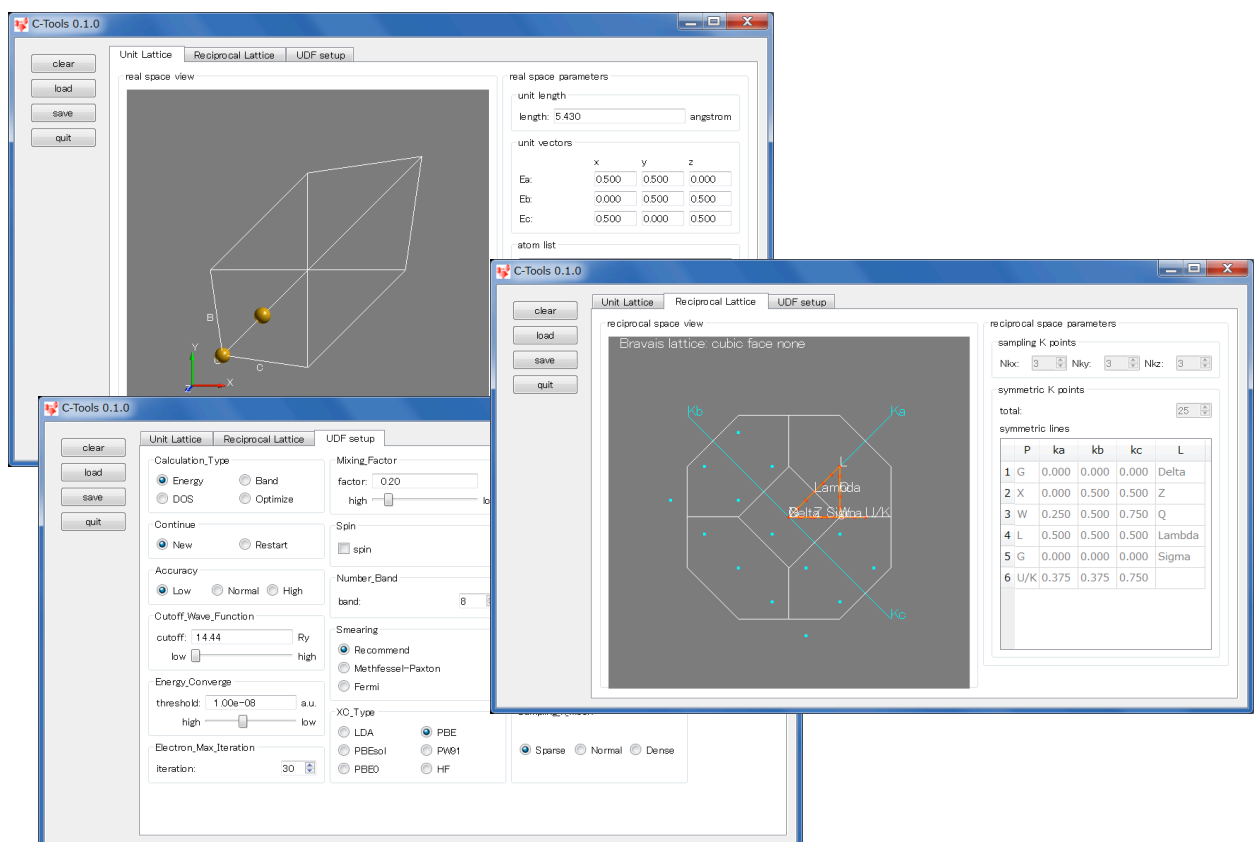 C-Tools 0.1.0
clear
load
save
quit
Unit Lattice Reciprocal Lattice UDF setup
real space view
B
C
Y
X
Z
real space parameters
unit length
length: 5.430 angstrom
unit vectors
x y z
Ea: 0.500 0.500 0.000
Eb: 0.000 0.500 0.500
Ec: 0.500 0.000 0.500
atom list
C-Tools 0.1.0
clear
load
save
quit
Unit Lattice Reciprocal Lattice UDF setup
reciprocal space view
Bravais lattice: cubic face none
Kb Ka
L
Lambda
Delta Z Sigma U/K
Kc
reciprocal space parameters
sampling K points
Nkx: 3 Nky: 3 Nkz: 3
symmetric K points
total: 25
symmetric lines
P ka kb kc L
1 G 0.000 0.000 0.000 Delta
2 X 0.000 0.500 0.500 Z
3 W 0.250 0.500 0.750 Q
4 L 0.500 0.500 0.500 Lambda
5 G 0.000 0.000 0.000 Sigma
6 U/K 0.375 0.375 0.750
C-Tools 0.1.0
clear
load
save
quit
Unit Lattice Reciprocal Lattice UDF setup
Calculation_Type
Energy Band
DOS Optimize
Continue
New Restart
Accuracy
Low Normal High
Cutoff_Wave_Function
cutoff: 14.44 Ry
low high
Energy_Converge
threshold: 1.00e-08 a.u.
high low
Electron_Max_Iteration
iteration: 30
Mixing_Factor
factor: 0.20
high
Spin
spin
Number_Band
band: 8
Smearing
Recommend
Methfessel-Paxton
Fermi
XC_Type
LDA PBE
PBEsol PW91
PBE0 HF
Sparse Normal Dense